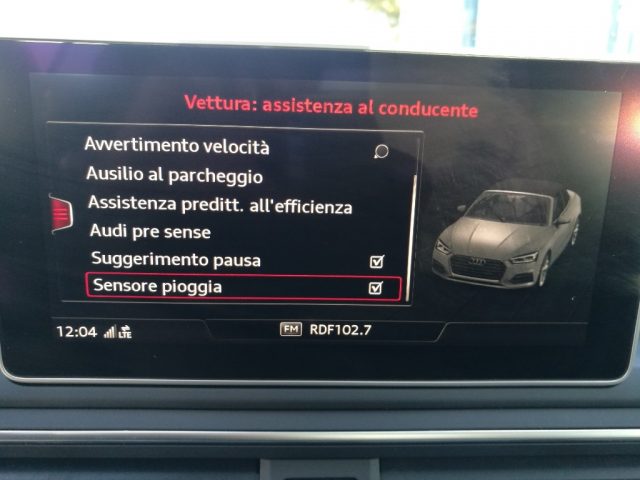 Vettura: assistenza al conducente
Avvertimento velocità
Ausilio al parcheggio
Assistenza preditt. all'efficienza
Audi pre sense
Suggerimento pausa
Sensore pioggia
12:04 LTE FM RDF102.7